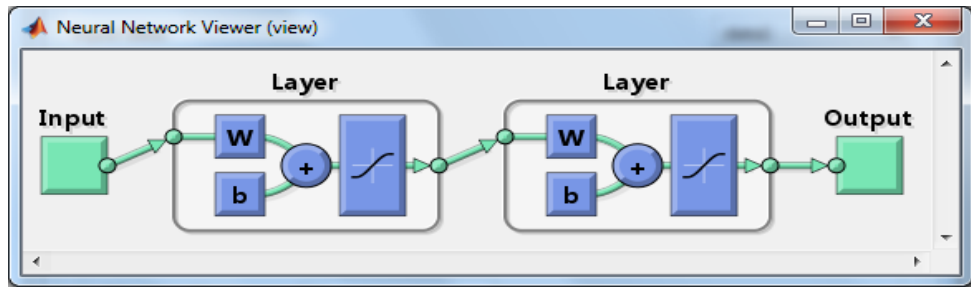 Neural Network Viewer (view)
Layer Layer
Input Output
W W
+ +
b b